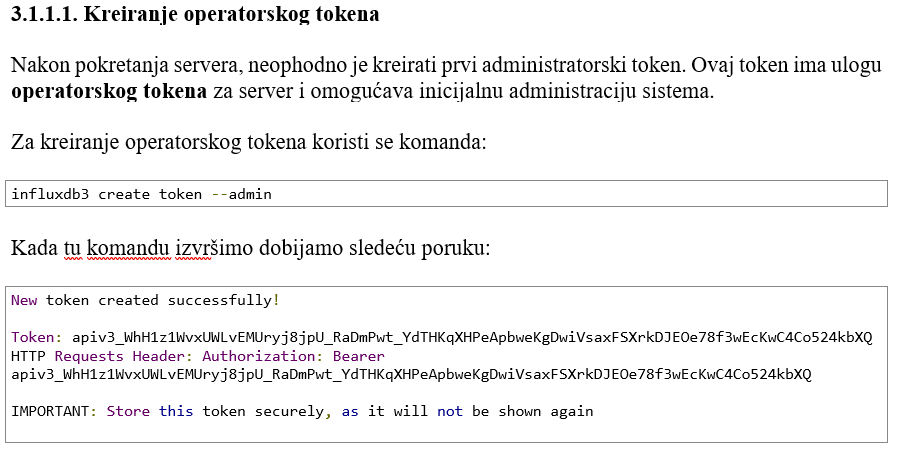 3.1.1.1. Kreiranje operatorskog tokena
Nakon pokretanja servera, neophodno je kreirati prvi administratorski token. Ovaj token ima ulogu
operatorskog tokena za server i omogućava inicijalnu administraciju sistema.
Za kreiranje operatorskog tokena koristi se komanda:
influxdb3 create token --admin
Kada tu komandu izvršimo dobijamo sledeću poruku:
New token created successfully!
Token: apiv3_WhH1z1WvxUWLvEMUryj8jpU_RaDmPwt_YdTHKqXHPeApbweKgDwiVsaxFSXrkDJEOe78f3wEcKwC4Co524kbXQ
HTTP Requests Header: Authorization: Bearer
apiv3_WhH1z1WvxUWLvEMUryj8jpU_RaDmPwt_YdTHKqXHPeApbweKgDwiVsaxFSXrkDJEOe78f3wEcKwC4Co524kbXQ
IMPORTANT: Store this token securely, as it will not be shown again